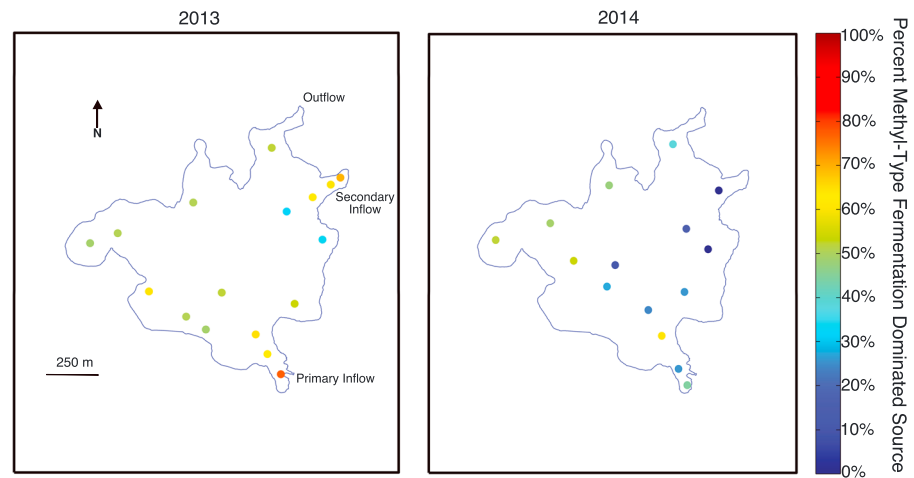 2013
2014
Outflow
N
Secondary
Inflow
250 m
Primary Inflow
100%
90%
80%
70%
60%
50%
40%
30%
20%
10%
0%
Percent Methyl-Type Fermentation Dominated Source